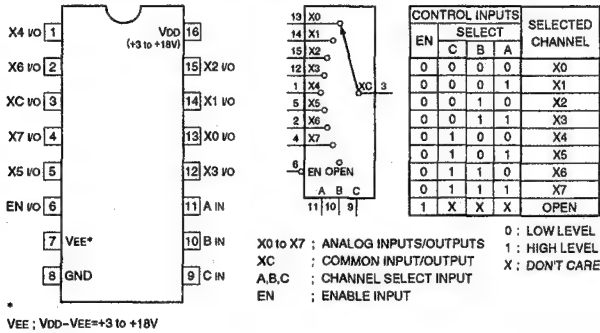 X4 I/O 1
VDD 16
(+3 to +18V)
X6 I/O 2
15 X2 I/O
XC I/O 3
14 X1 I/O
X7 I/O 4
13 X0 I/O
X5 I/O 5
12 X3 I/O
EN I/O 6
11 A IN
7 VEE*
10 B IN
8 GND
9 C IN
*
VEE ; VDD–VEE=+3 to +18V
13 X0
14 X1
15 X2
12 X3
1 X4
XC 3
5 X5
2 X6
4 X7
6 EN OPEN
A B C
11 10 9
X0 to X7 ; ANALOG INPUTS/OUTPUTS
XC ; COMMON INPUT/OUTPUT
A,B,C ; CHANNEL SELECT INPUT
EN ; ENABLE INPUT
CONTROL INPUTS
SELECTED CHANNEL
EN SELECT
C B A
0 0 0 0 X0
0 0 0 1 X1
0 0 1 0 X2
0 0 1 1 X3
0 1 0 0 X4
0 1 0 1 X5
0 1 1 0 X6
0 1 1 1 X7
1 X X X OPEN
0 ; LOW LEVEL
1 ; HIGH LEVEL
X ; DON'T CARE